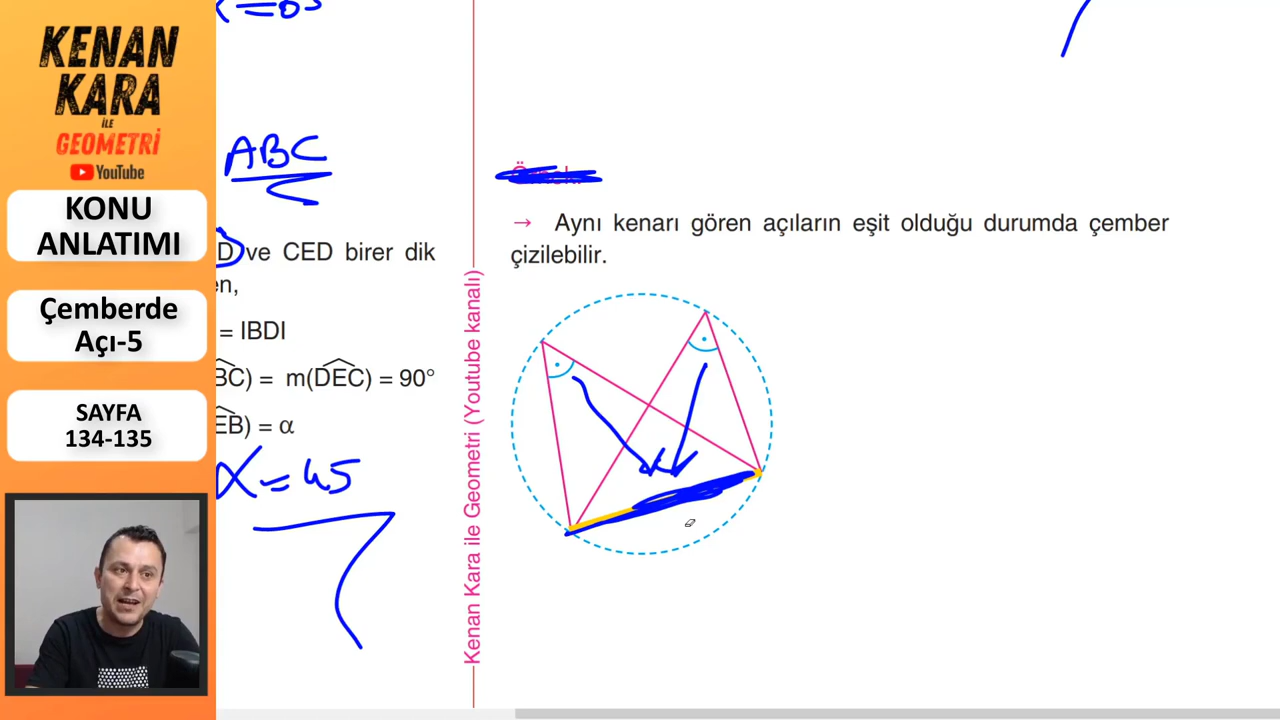 KENAN
KARA
İLE
GEOMETRİ
YouTube
KONU
ANLATIMI
Çemberde
Açı-5
SAYFA
134-135
ABC
D ve CED birer dik
en,
= IBDI
BC) = m(DEC) = 90°
EB) = α
α = 45
Kenan Kara ile Geometri (Youtube kanalı)
→ Aynı kenarı gören açıların eşit olduğu durumda çember
çizilebilir.